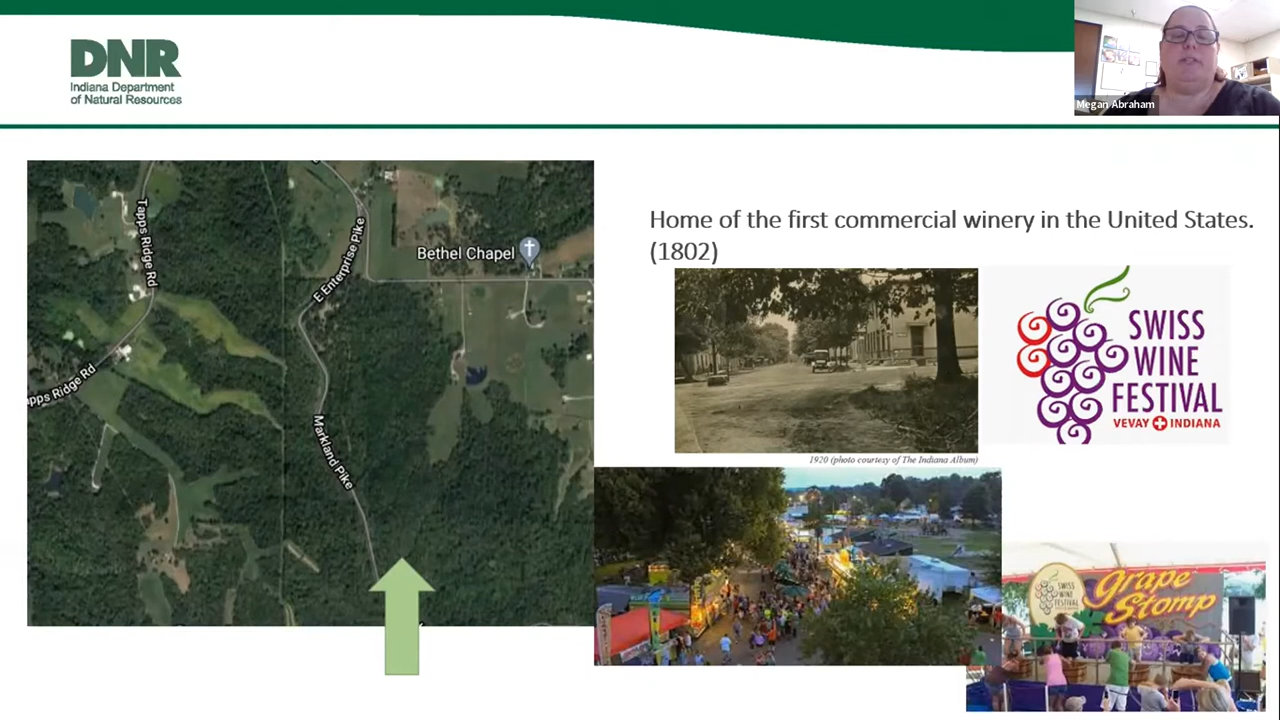 DNR
Indiana Department
of Natural Resources
Megan Abraham
Tapps Ridge Rd
E Enterprise Pike
Bethel Chapel
apps Ridge Rd
Markland Pike
Home of the first commercial winery in the United States.
(1802)
SWISS
WINE
FESTIVAL
VEVAY INDIANA
1920 (photo courtesy of The Indiana Album)
SWISS
WINE
FESTIVAL
Grape
Stomp